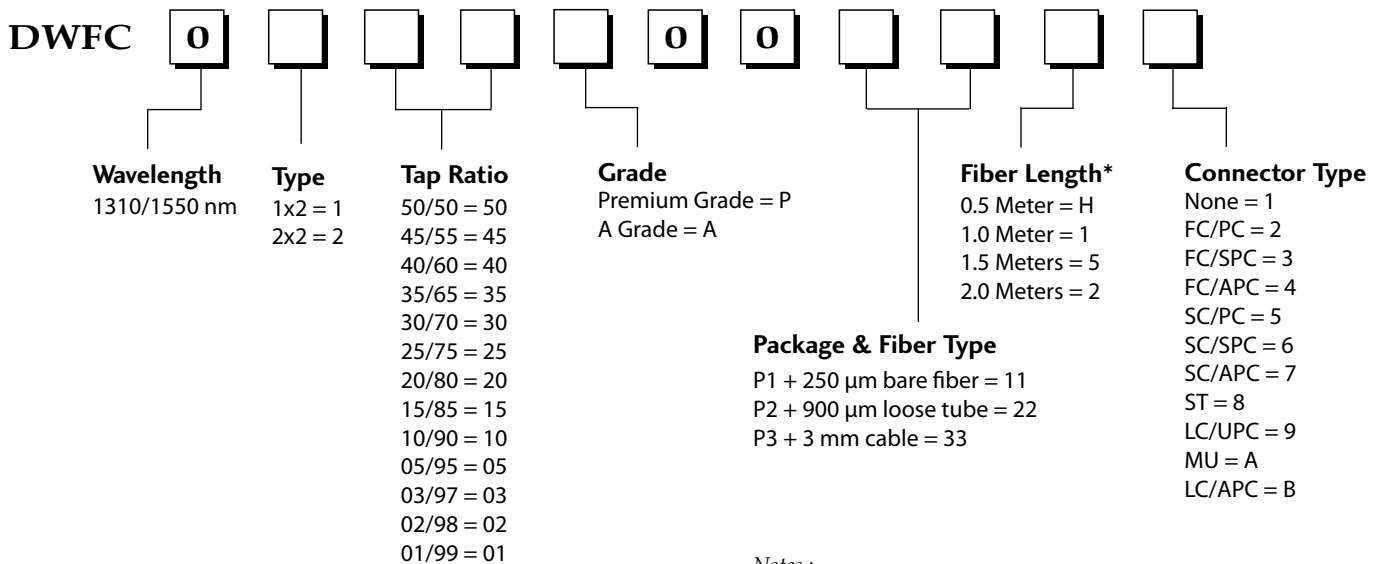 DWFC 0 0 0
Wavelength
1310/1550 nm
Type
1x2 = 1
2x2 = 2
Tap Ratio
50/50 = 50
45/55 = 45
40/60 = 40
35/65 = 35
30/70 = 30
25/75 = 25
20/80 = 20
15/85 = 15
10/90 = 10
05/95 = 05
03/97 = 03
02/98 = 02
01/99 = 01
Grade
Premium Grade = P
A Grade = A
Package & Fiber Type
P1 + 250 µm bare fiber = 11
P2 + 900 µm loose tube = 22
P3 + 3 mm cable = 33
Fiber Length*
0.5 Meter = H
1.0 Meter = 1
1.5 Meters = 5
2.0 Meters = 2
Connector Type
None = 1
FC/PC = 2
FC/SPC = 3
FC/APC = 4
SC/PC = 5
SC/SPC = 6
SC/APC = 7
ST = 8
LC/UPC = 9
MU = A
LC/APC = B
Notes :